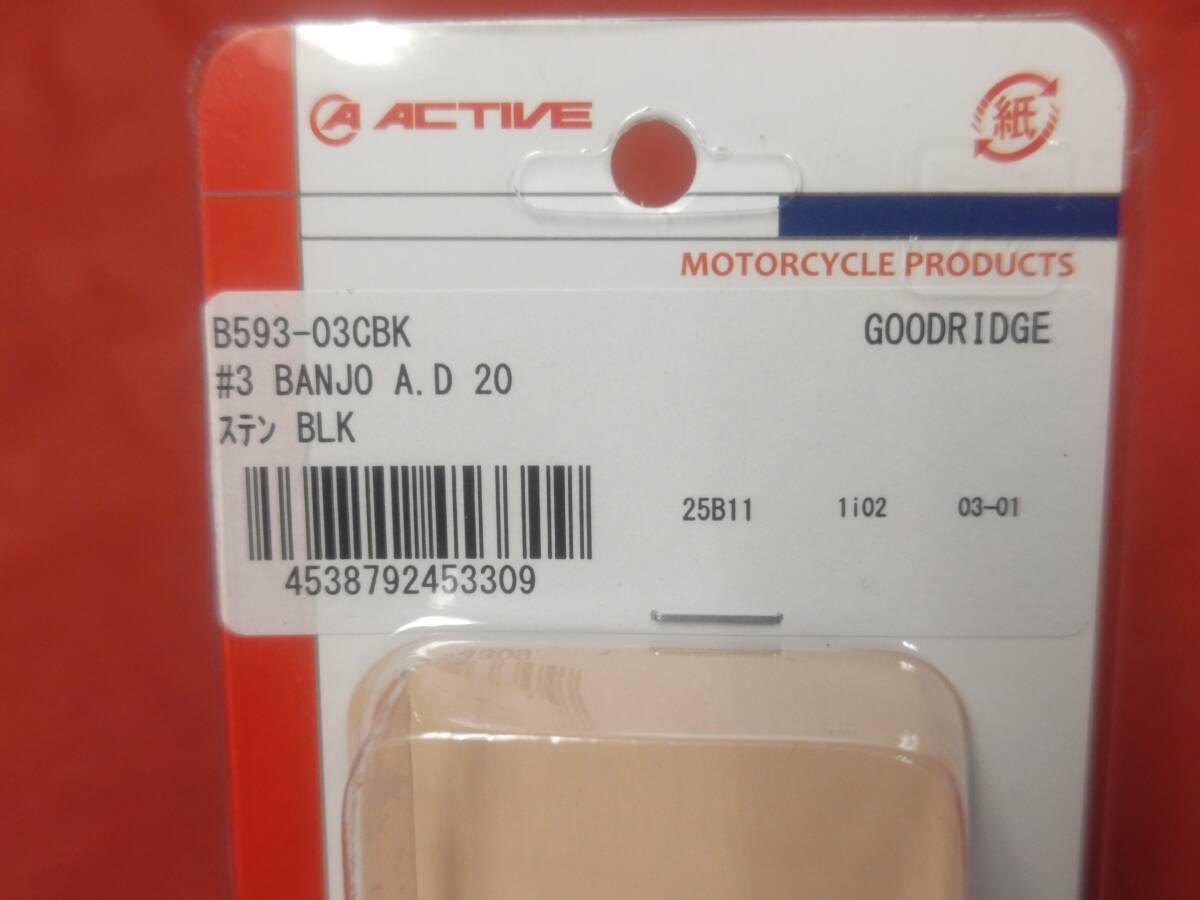 ACTIVE
紙
MOTORCYCLE PRODUCTS
B593-03CBK
GOODRIDGE
#3 BANJO A.D 20
ｽﾃﾝ BLK
25B11 1i02 03-01
4538792453309